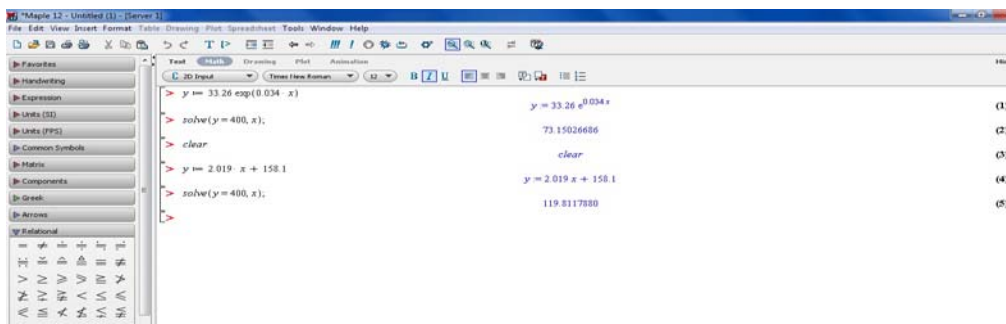 *Maple 12 - Untitled (1) - [Server 1]
File Edit View Insert Format Table Drawing Plot Spreadsheet Tools Window Help
Text Math Drawing Plot Animation
C 2D Input Times New Roman 12 B I U
Favorites
Handwriting
Expression
Units (SI)
Units (FPS)
Common Symbols
Matrix
Components
Greek
Arrows
Relational
> y := 33.26 exp(0.034 · x)
y := 33.26 e^0.034 x (1)
> solve(y = 400, x);
73.15026686 (2)
> clear
clear (3)
> y := 2.019 · x + 158.1
y := 2.019 x + 158.1 (4)
> solve(y = 400, x);
119.8117880 (5)
>